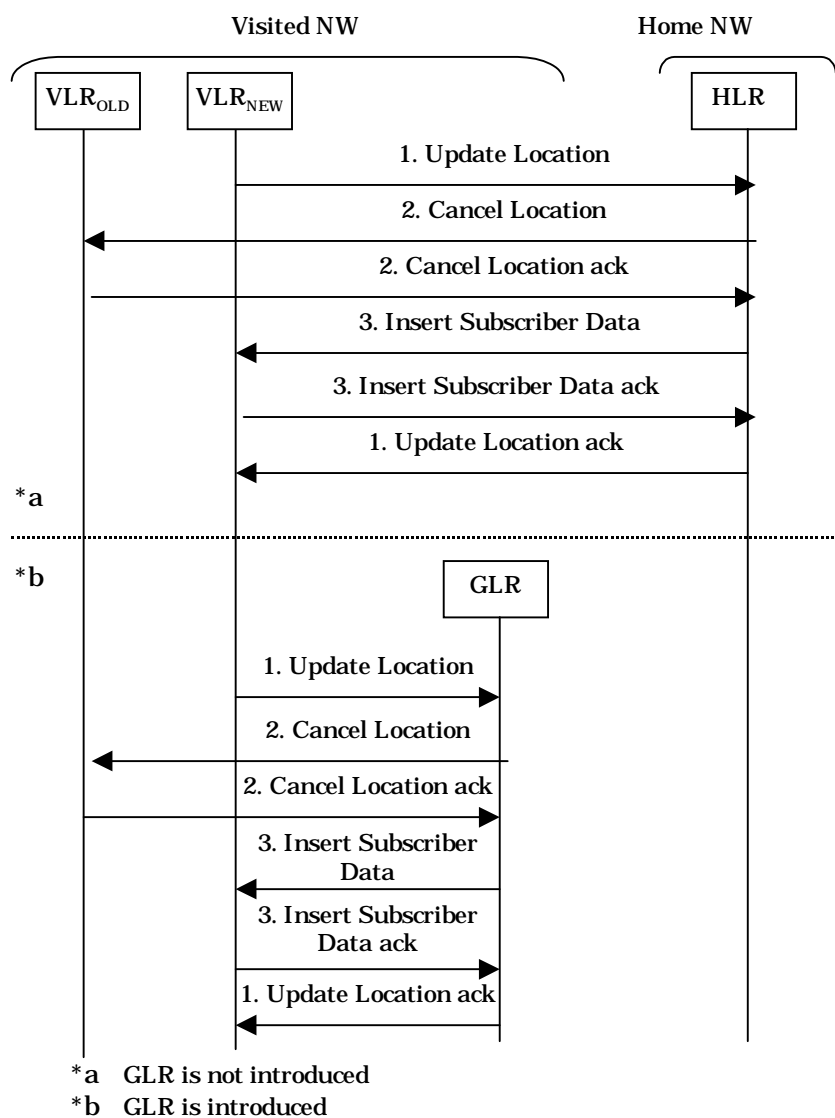 Visited NW Home NW
VLR_OLD VLR_NEW HLR
1. Update Location
2. Cancel Location
2. Cancel Location ack
3. Insert Subscriber Data
3. Insert Subscriber Data ack
1. Update Location ack
*a
*b
GLR
1. Update Location
2. Cancel Location
2. Cancel Location ack
3. Insert Subscriber
Data
3. Insert Subscriber
Data ack
1. Update Location ack
*a GLR is not introduced
*b GLR is introduced